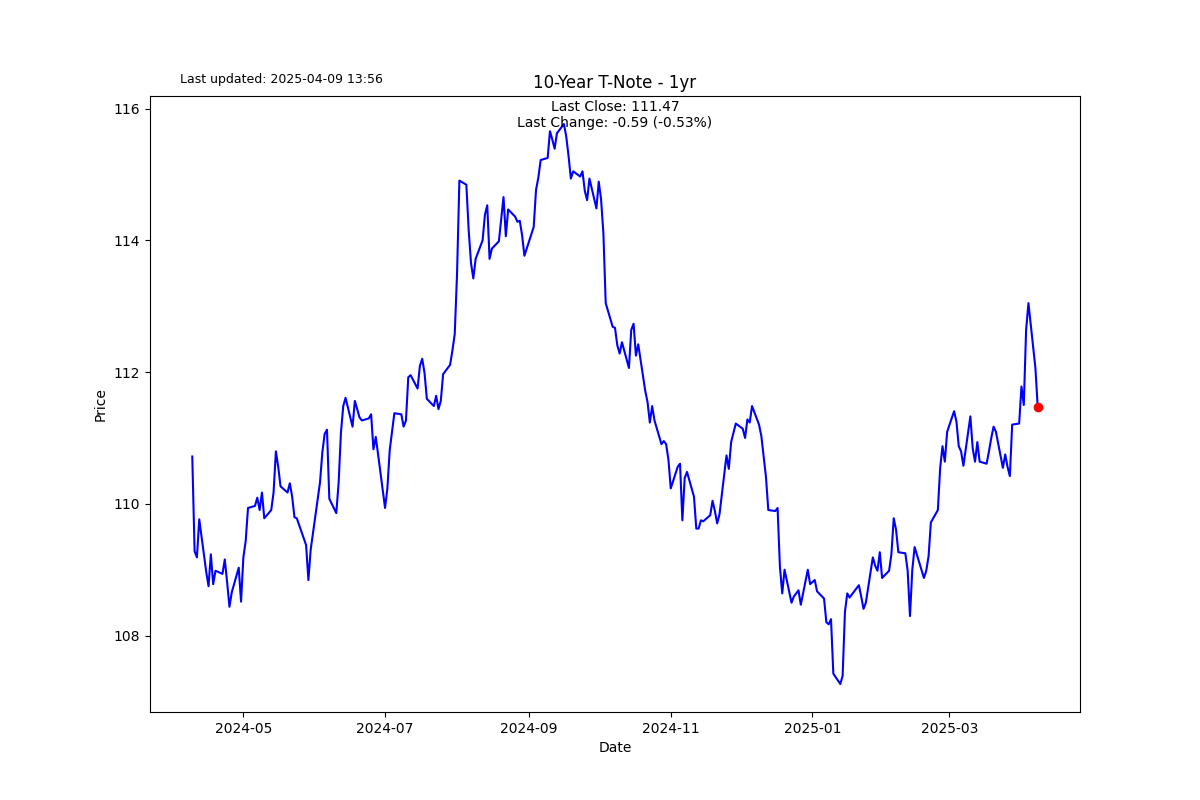 Last updated: 2025-04-09 13:56
10-Year T-Note - 1yr
Last Close: 111.47
Last Change: -0.59 (-0.53%)
116
114
112
110
108
Price
2024-05
2024-07
2024-09
2024-11
2025-01
2025-03
Date